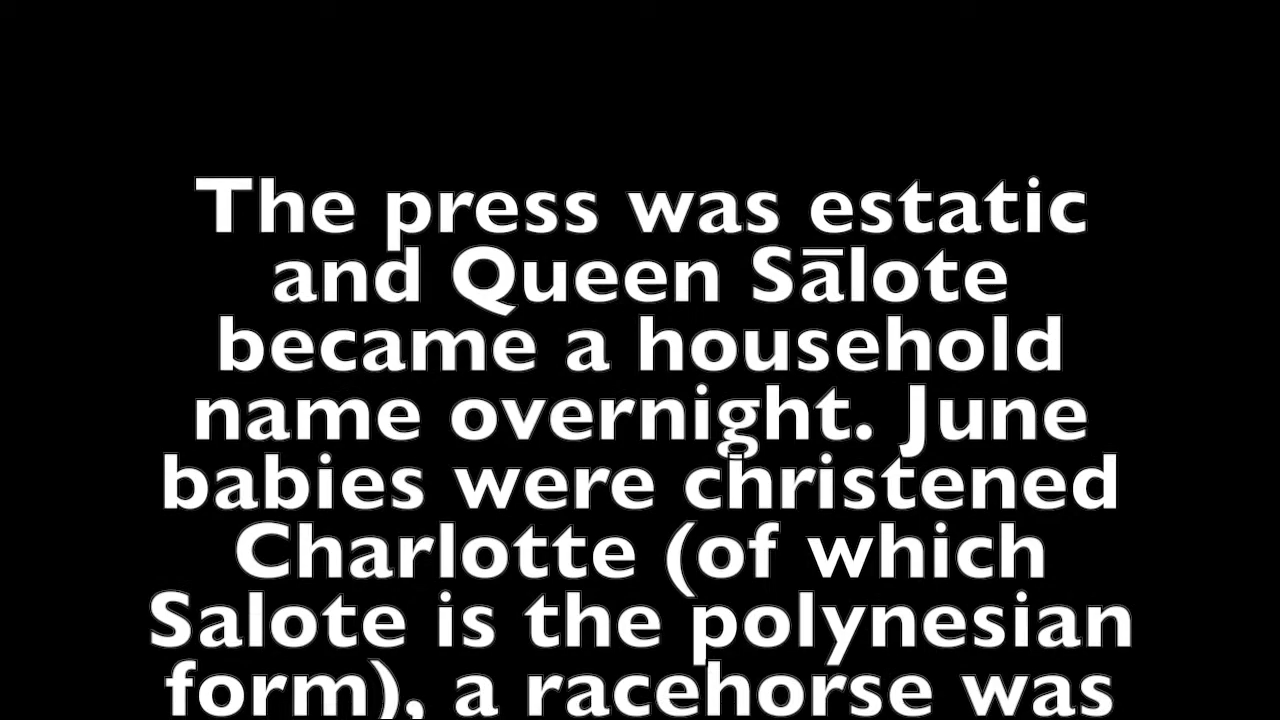 The press was estatic
and Queen Sālote
became a household
name overnight. June
babies were christened
Charlotte (of which
Salote is the polynesian
form), a racehorse was